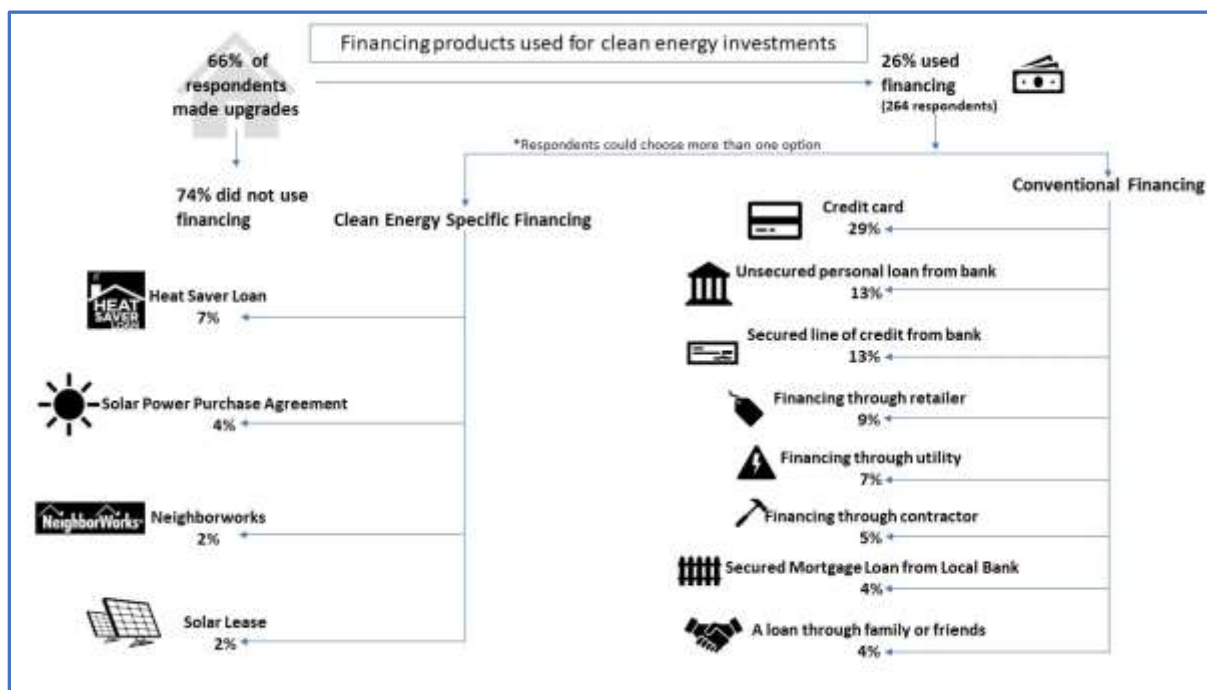 Financing products used for clean energy investments
66% of
respondents
made upgrades
26% used
financing
(264 respondents)
*Respondents could choose more than one option
74% did not use
financing
Clean Energy Specific Financing
HEAT
SAVER
LOAN
Heat Saver Loan
7%
Solar Power Purchase Agreement
4%
NeighborWorks
Neighborworks
2%
Solar Lease
2%
Conventional Financing
Credit card
29%
Unsecured personal loan from bank
13%
Secured line of credit from bank
13%
Financing through retailer
9%
Financing through utility
7%
Financing through contractor
5%
Secured Mortgage Loan from Local Bank
4%
A loan through family or friends
4%